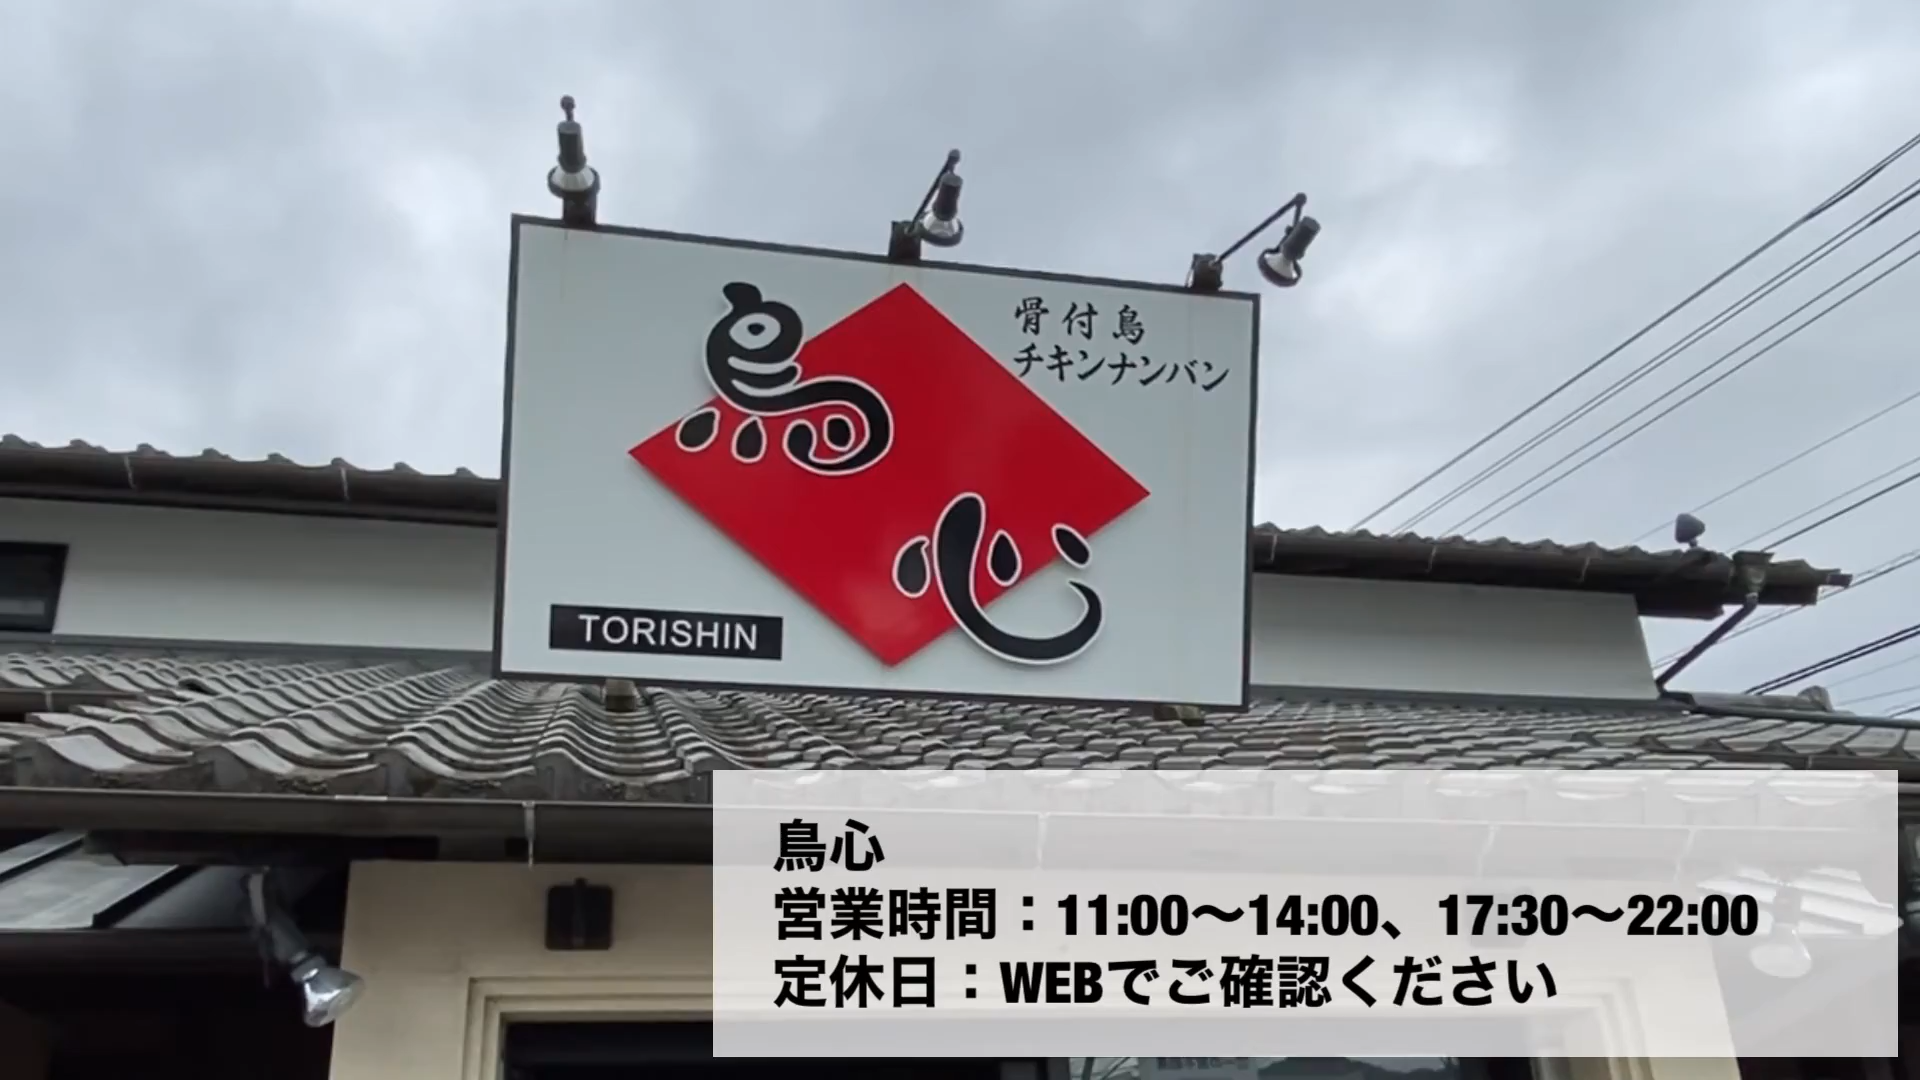 鳥心
骨付鳥
チキンナンバン
TORISHIN
鳥心
営業時間：11:00〜14:00、17:30〜22:00
定休日：WEBでご確認ください